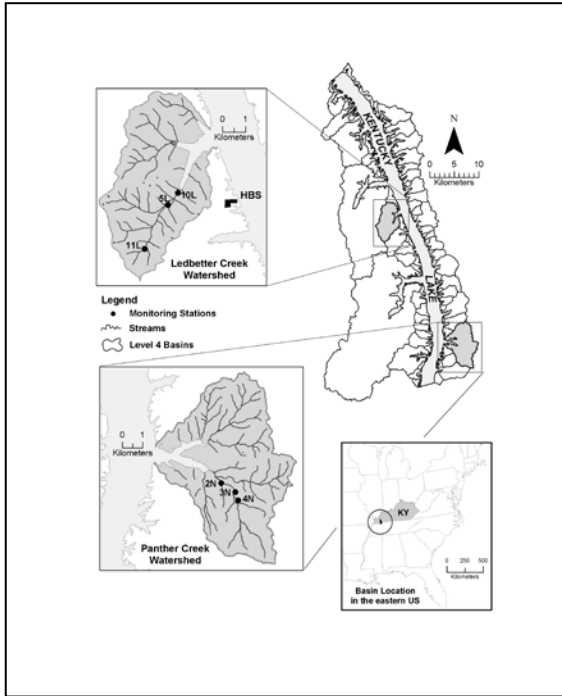 0 1
Kilometers
HBS
5L
10L
11L
Ledbetter Creek
Watershed
KENTUCKY
LAKE
N
0 5 10
Kilometers
Legend
Monitoring Stations
Streams
Level 4 Basins
0 1
Kilometers
2N
3N
4N
Panther Creek
Watershed
KY
0 250 500
Kilometers
Basin Location
in the eastern US